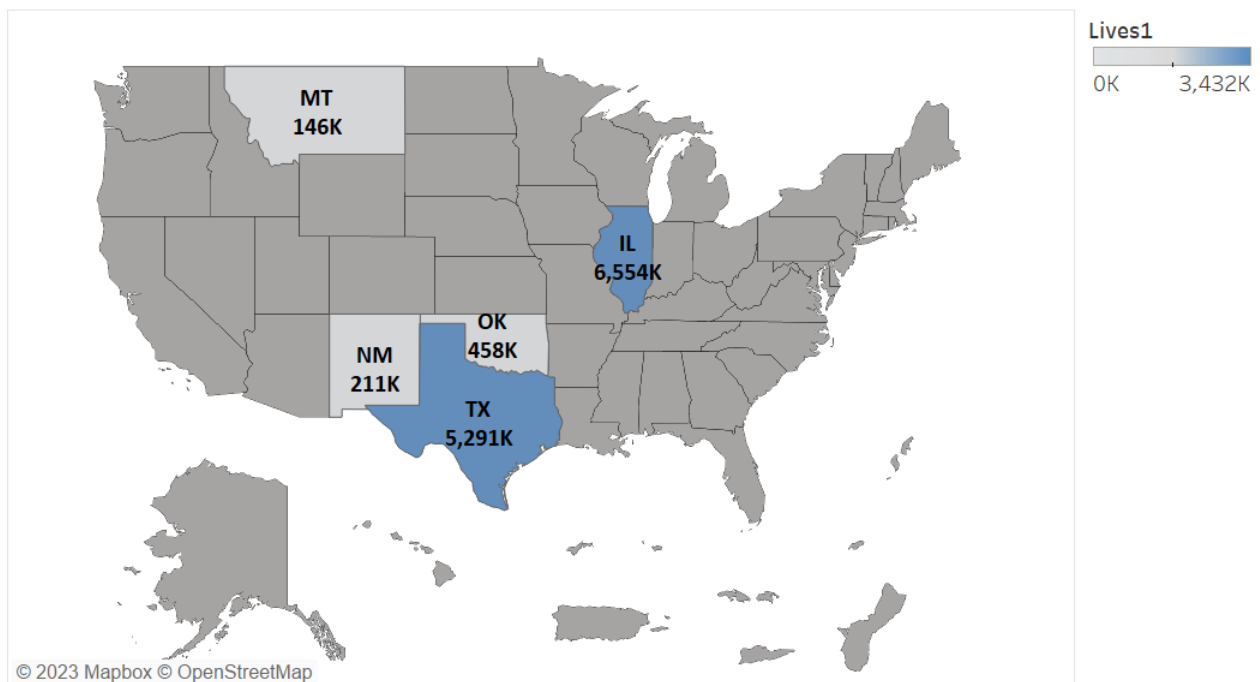 Lives1
0K 3,432K
MT
146K
IL
6,554K
OK
458K
NM
211K
TX
5,291K
© 2023 Mapbox © OpenStreetMap